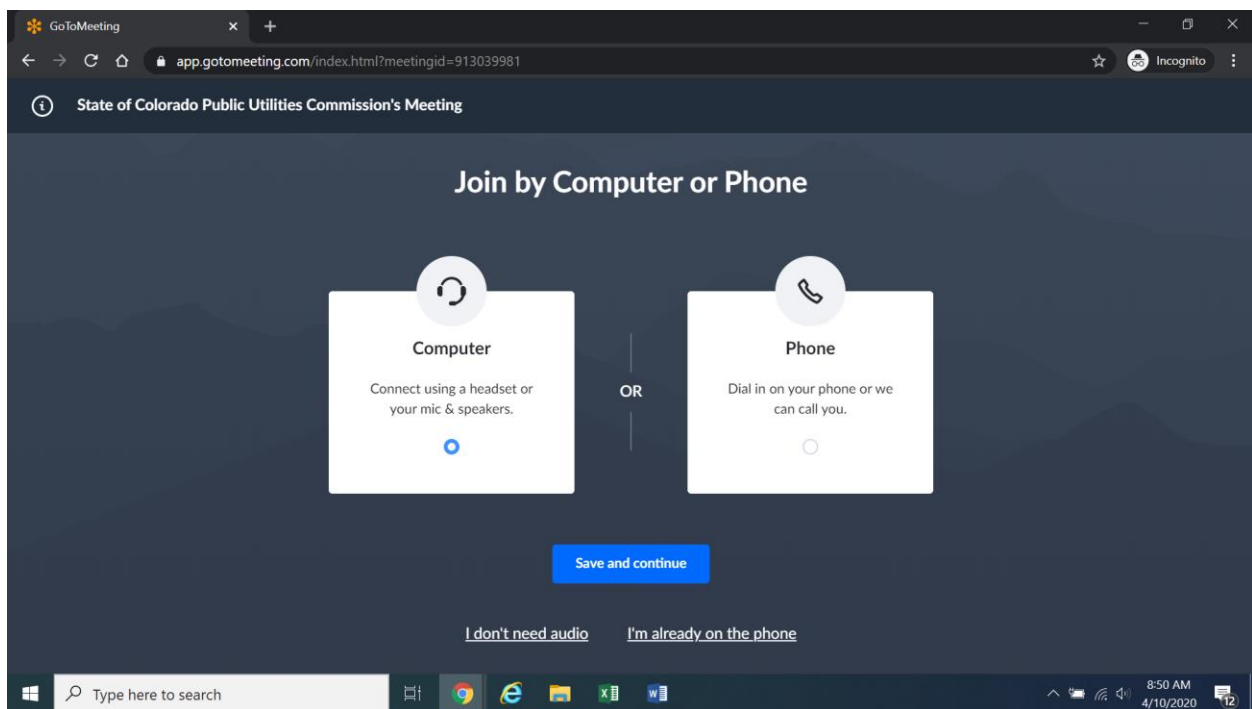 GoToMeeting
app.gotomeeting.com/index.html?meetingid=913039981
Incognito
State of Colorado Public Utilities Commission's Meeting
Join by Computer or Phone
Computer
Connect using a headset or
your mic & speakers.
OR
Phone
Dial in on your phone or we
can call you.
Save and continue
I don't need audio
I'm already on the phone
Type here to search
8:50 AM
4/10/2020
12